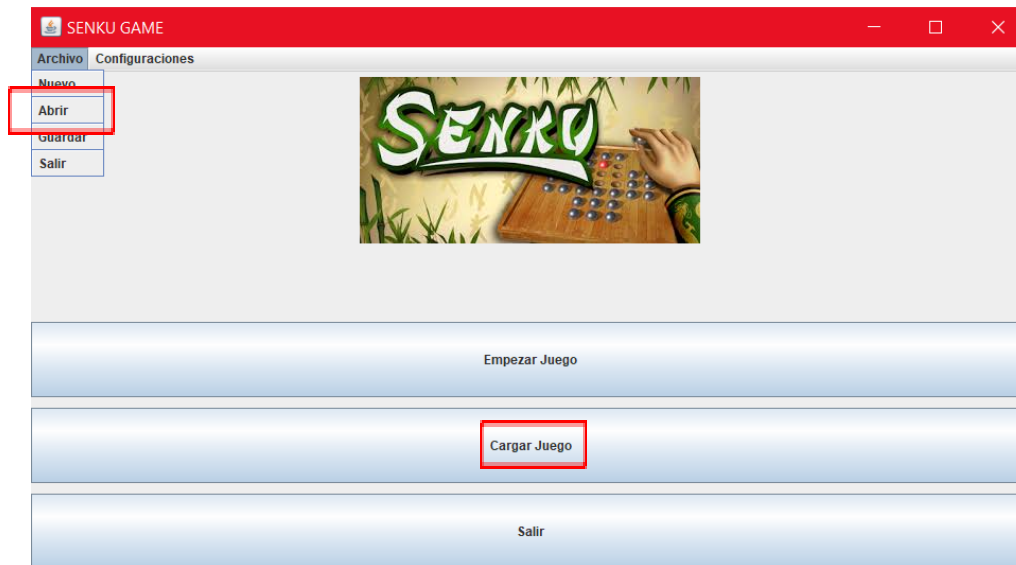 SENKU GAME
Archivo Configuraciones
Nuevo
Abrir
Guardar
Salir
SENKU
Empezar Juego
Cargar Juego
Salir